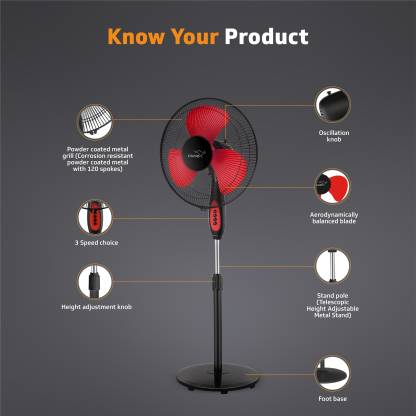 Know Your Product
Powder coated metal
grill (Corrosion resistant
powder coated metal
with 120 spokes)
3 Speed choice
Height adjustment knob
Oscillation
knob
Aerodynamically
balanced blade
Stand pole
(Telescopic
Height Adjustable
Metal Stand)
Foot base